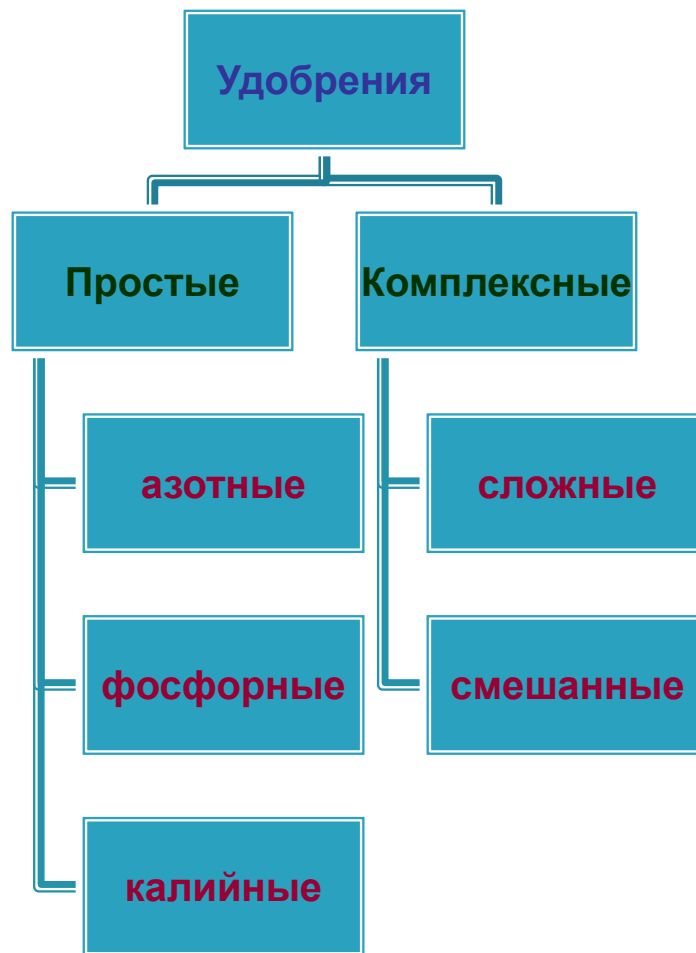 Удобрения
Простые
Комплексные
азотные
сложные
фосфорные
смешанные
калийные